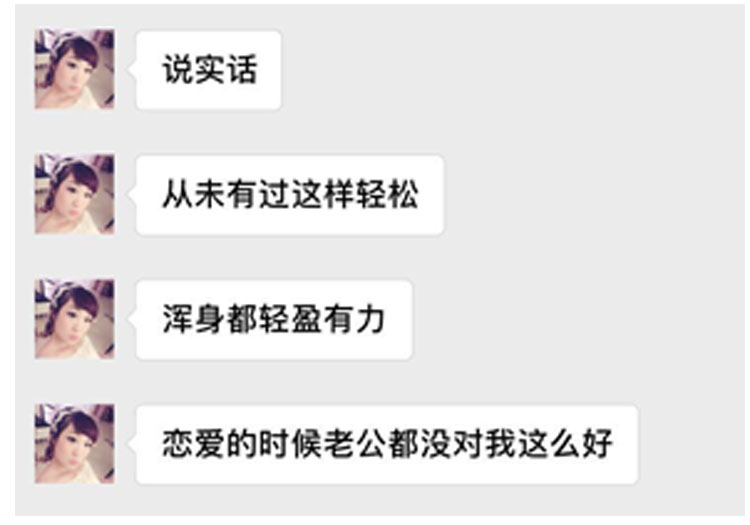 说实话
从未有过这样轻松
浑身都轻盈有力
恋爱的时候老公都没对我这么好